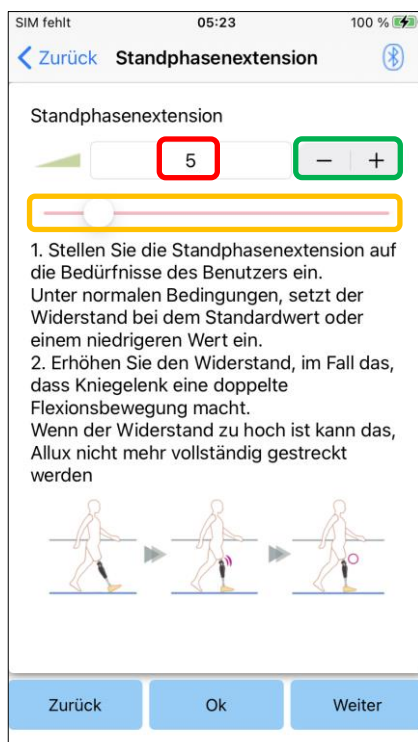 SIM fehlt 05:23 100 %
Zurück Standphasenextension
Standphasenextension
5 − +
1. Stellen Sie die Standphasenextension auf
die Bedürfnisse des Benutzers ein.
Unter normalen Bedingungen, setzt der
Widerstand bei dem Standardwert oder
einem niedrigeren Wert ein.
2. Erhöhen Sie den Widerstand, im Fall das,
dass Kniegelenk eine doppelte
Flexionsbewegung macht.
Wenn der Widerstand zu hoch ist kann das,
Allux nicht mehr vollständig gestreckt
werden
Zurück Ok Weiter